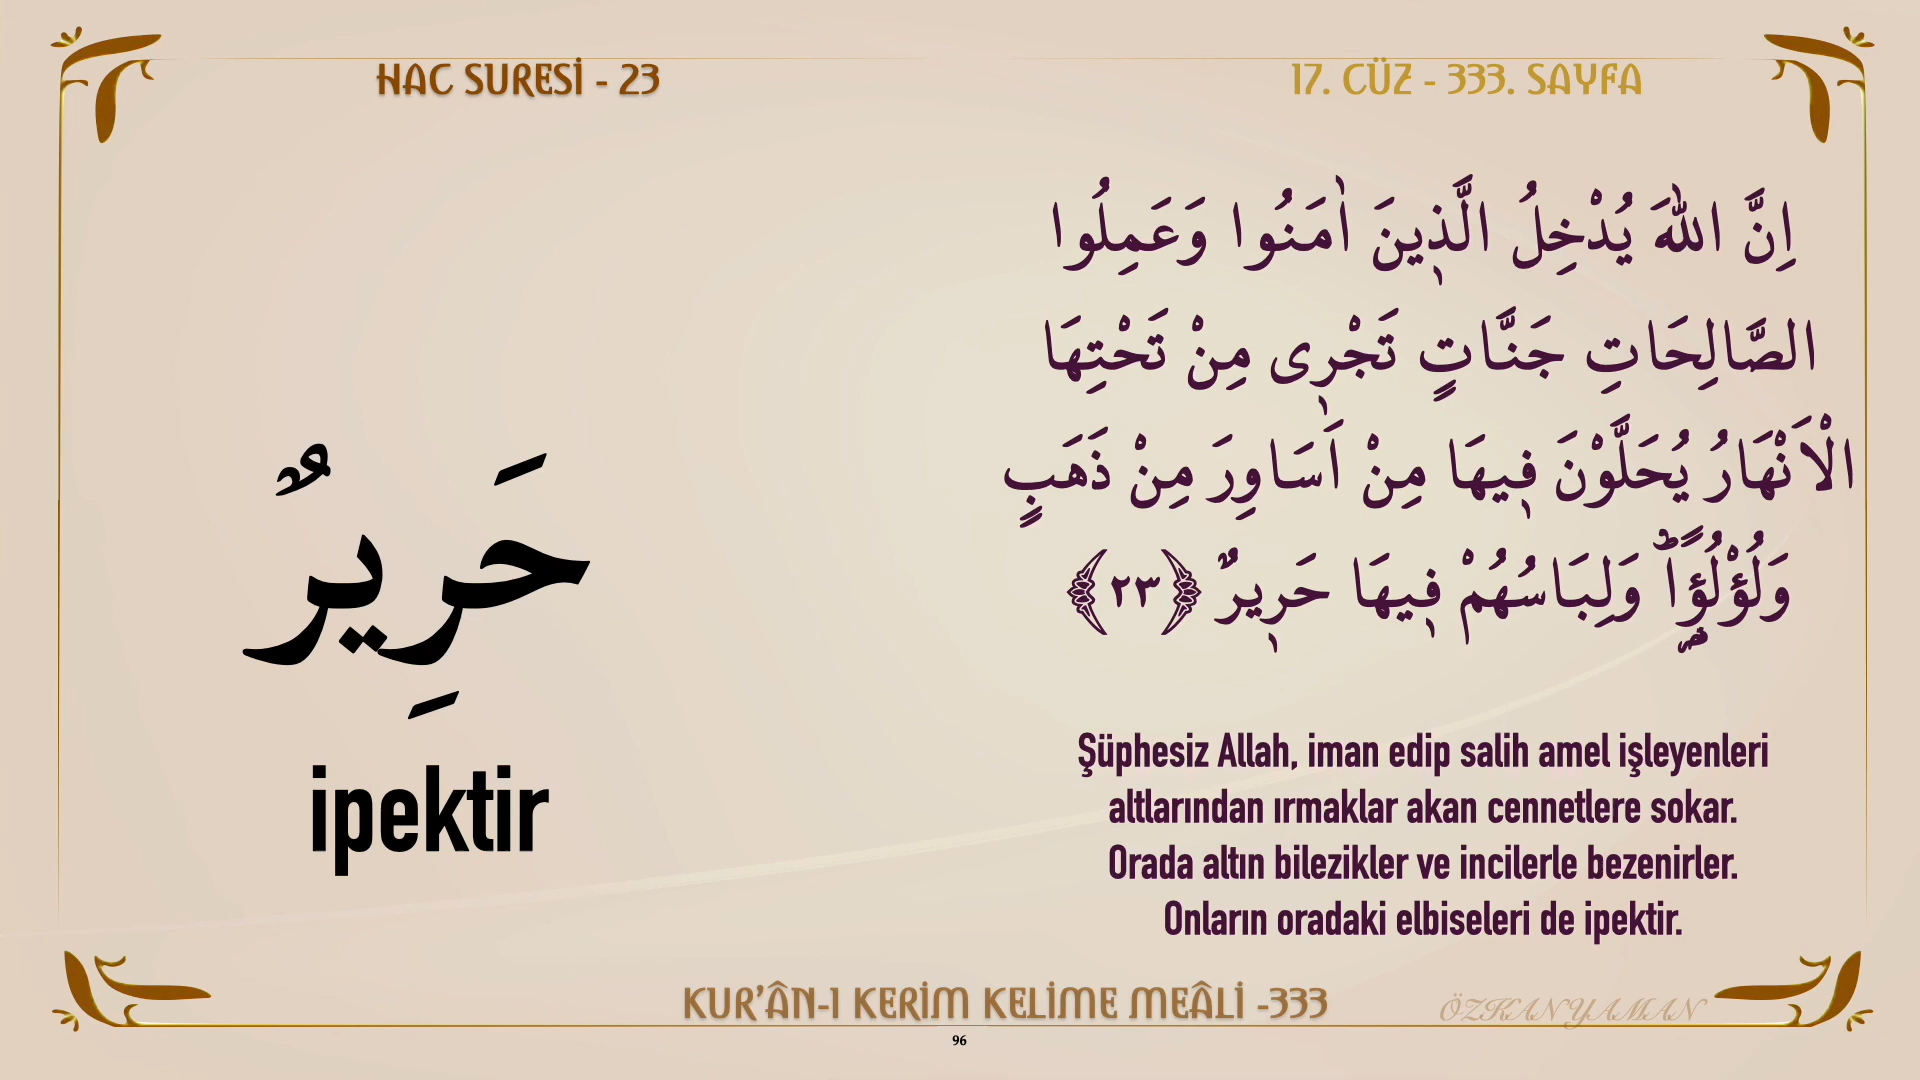 HAC SURESİ - 23
17. CÜZ - 333. SAYFA
اِنَّ اللّٰهَ يُدْخِلُ الَّذٖينَ اٰمَنُوا وَعَمِلُوا
الصَّالِحَاتِ جَنَّاتٍ تَجْرٖى مِنْ تَحْتِهَا
الْاَنْهَارُ يُحَلَّوْنَ فٖيهَا مِنْ اَسَاوِرَ مِنْ ذَهَبٍ
وَلُؤْلُؤًاؕ وَلِبَاسُهُمْ فٖيهَا حَرٖيرٌ ﴿٢٣﴾
حَرِيرٌ
ipektir
Şüphesiz Allah, iman edip salih amel işleyenleri
altlarından ırmaklar akan cennetlere sokar.
Orada altın bilezikler ve incilerle bezenirler.
Onların oradaki elbiseleri de ipektir.
KUR'ÂN-I KERİM KELİME MEÂLİ -333
ÖZKAN YAMAN
96